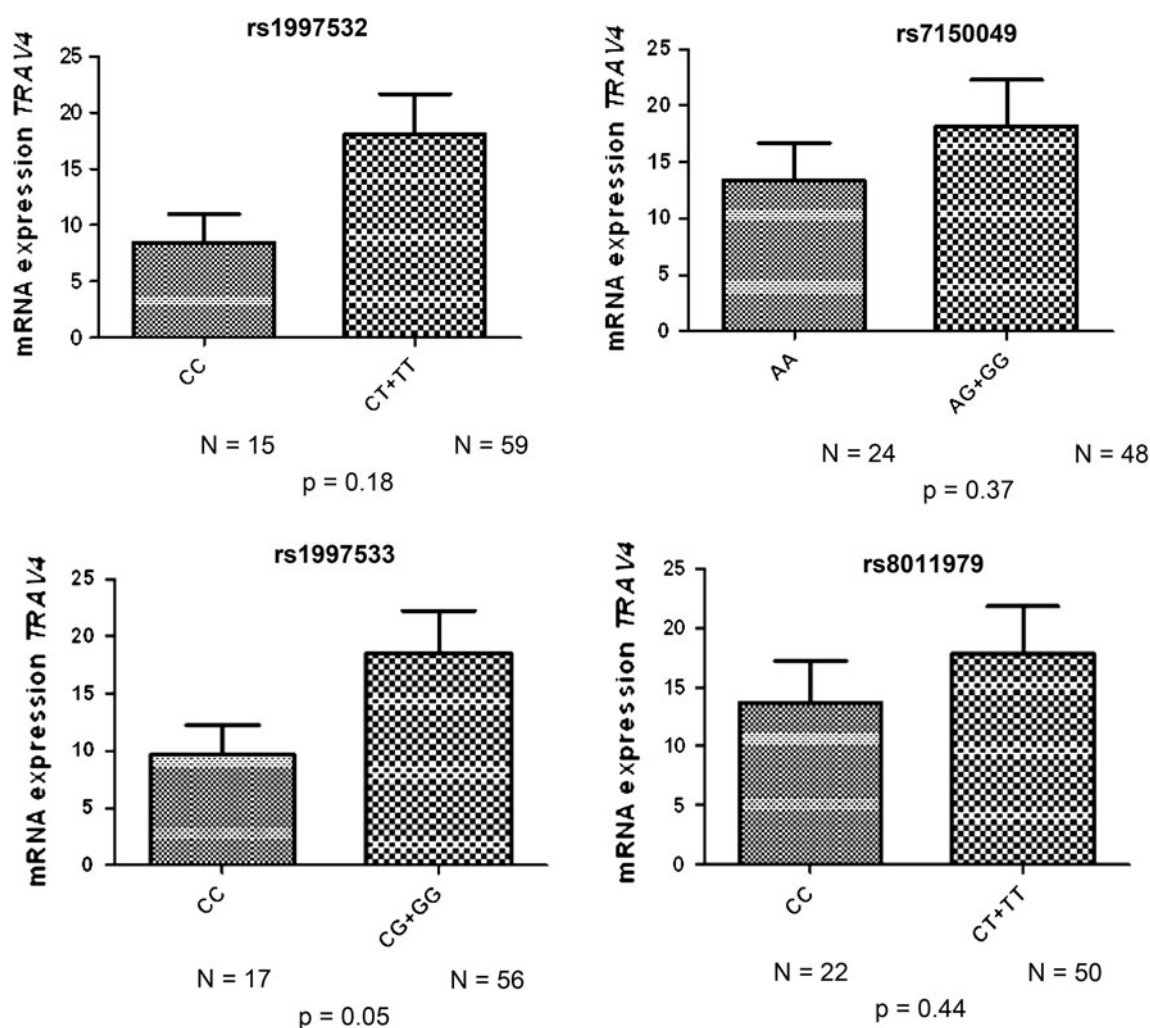 rs1997532
mRNA expression TRAV4
25
20
15
10
5
0
CC
CT+TT
N = 15
N = 59
p = 0.18
rs7150049
mRNA expression TRAV4
25
20
15
10
5
0
AA
AG+GG
N = 24
N = 48
p = 0.37
rs1997533
mRNA expression TRAV4
25
20
15
10
5
0
CC
CG+GG
N = 17
N = 56
p = 0.05
rs8011979
mRNA expression TRAV4
25
20
15
10
5
0
CC
CT+TT
N = 22
N = 50
p = 0.44